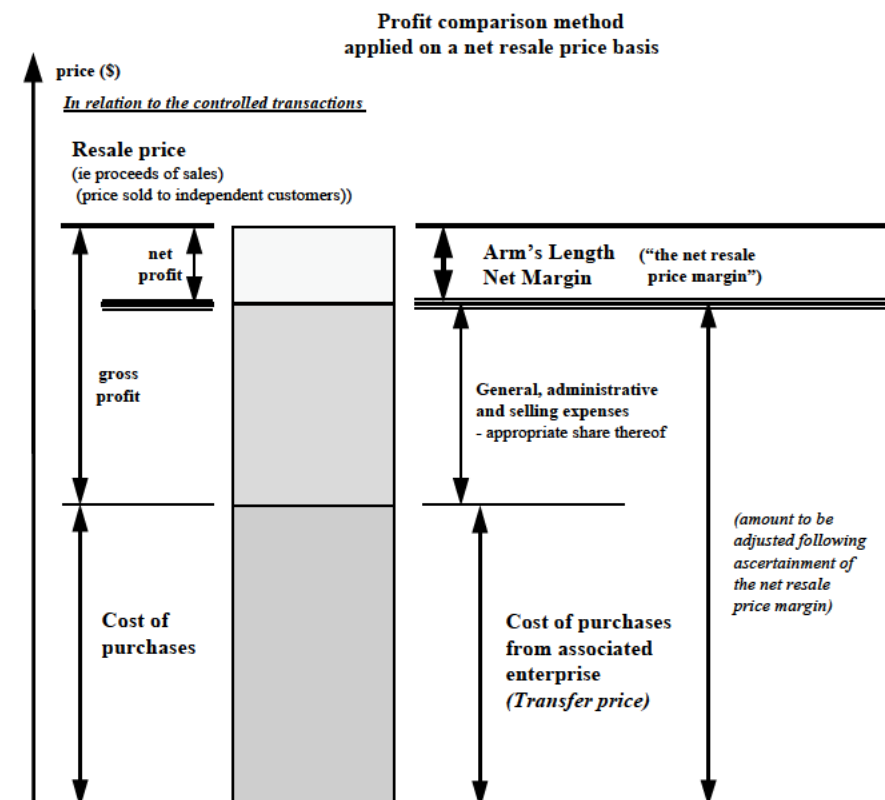 Profit comparison method
applied on a net resale price basis
price ($)
In relation to the controlled transactions
Resale price
(ie proceeds of sales)
(price sold to independent customers))
net
profit
Arm's Length
Net Margin
("the net resale
price margin")
gross
profit
General, administrative
and selling expenses
- appropriate share thereof
(amount to be
adjusted following
ascertainment of
the net resale
price margin)
Cost of
purchases
Cost of purchases
from associated
enterprise
(Transfer price)